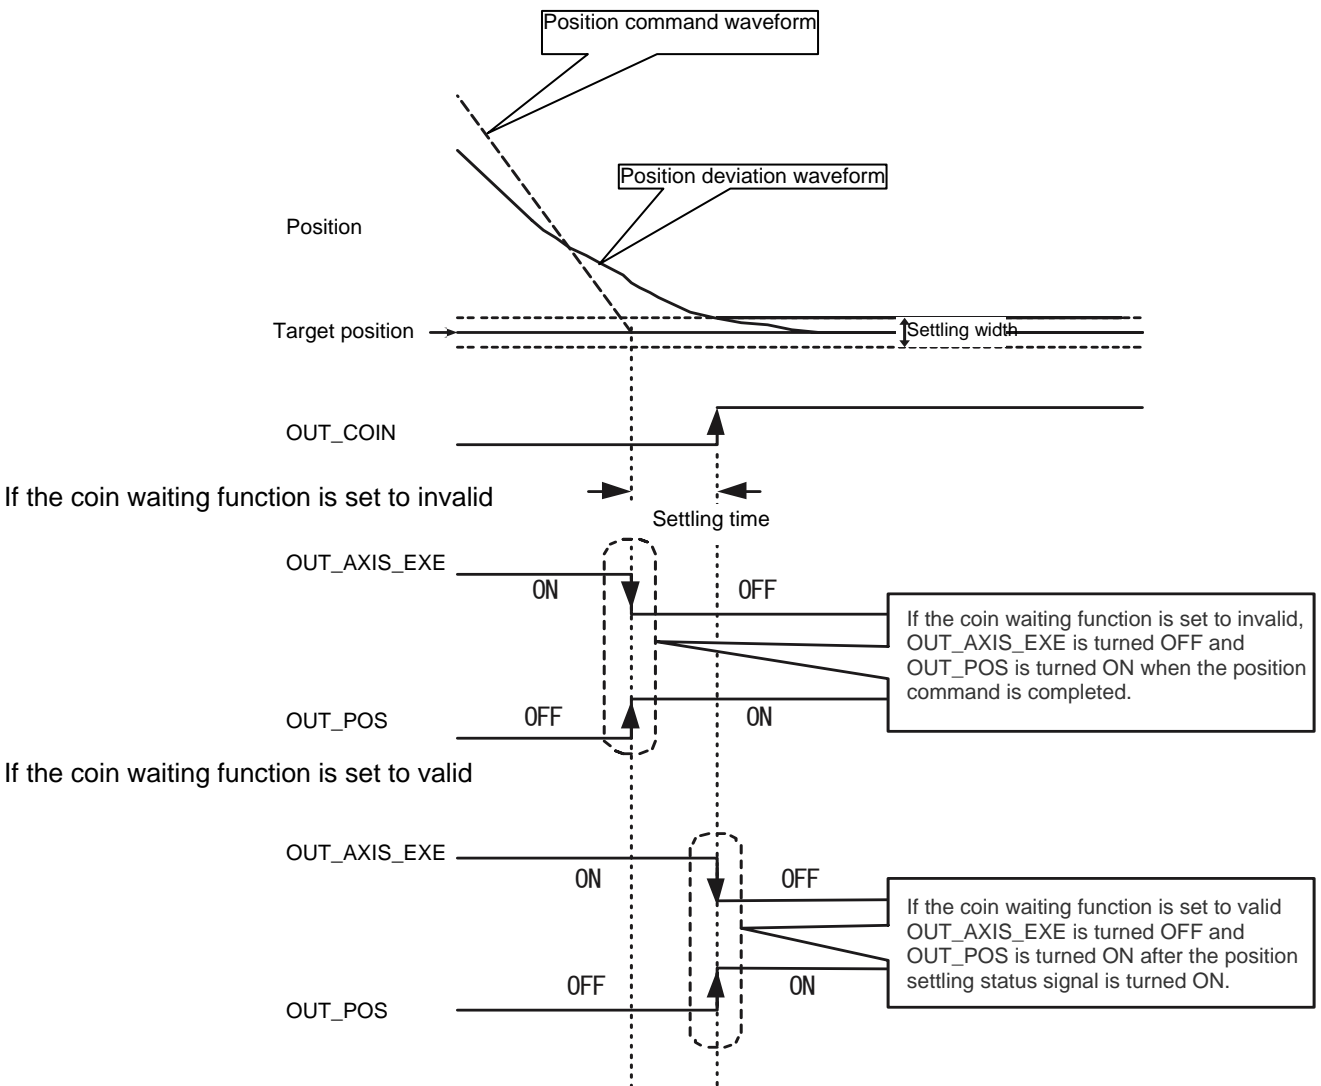 Position command waveform
Position deviation waveform
Position
Target position
Settling width
OUT_COIN
If the coin waiting function is set to invalid
Settling time
OUT_AXIS_EXE
ON
OFF
If the coin waiting function is set to invalid,
OUT_AXIS_EXE is turned OFF and
OUT_POS is turned ON when the position
command is completed.
OUT_POS
OFF
ON
If the coin waiting function is set to valid
OUT_AXIS_EXE
ON
OFF
If the coin waiting function is set to valid
OUT_AXIS_EXE is turned OFF and
OUT_POS is turned ON after the position
settling status signal is turned ON.
OUT_POS
OFF
ON